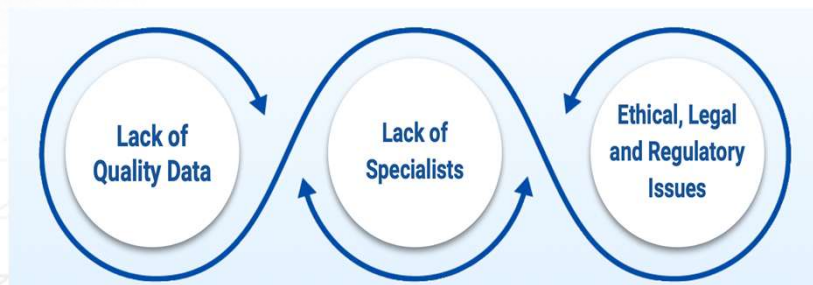 Lack of
Quality Data
Lack of
Specialists
Ethical, Legal
and Regulatory
Issues